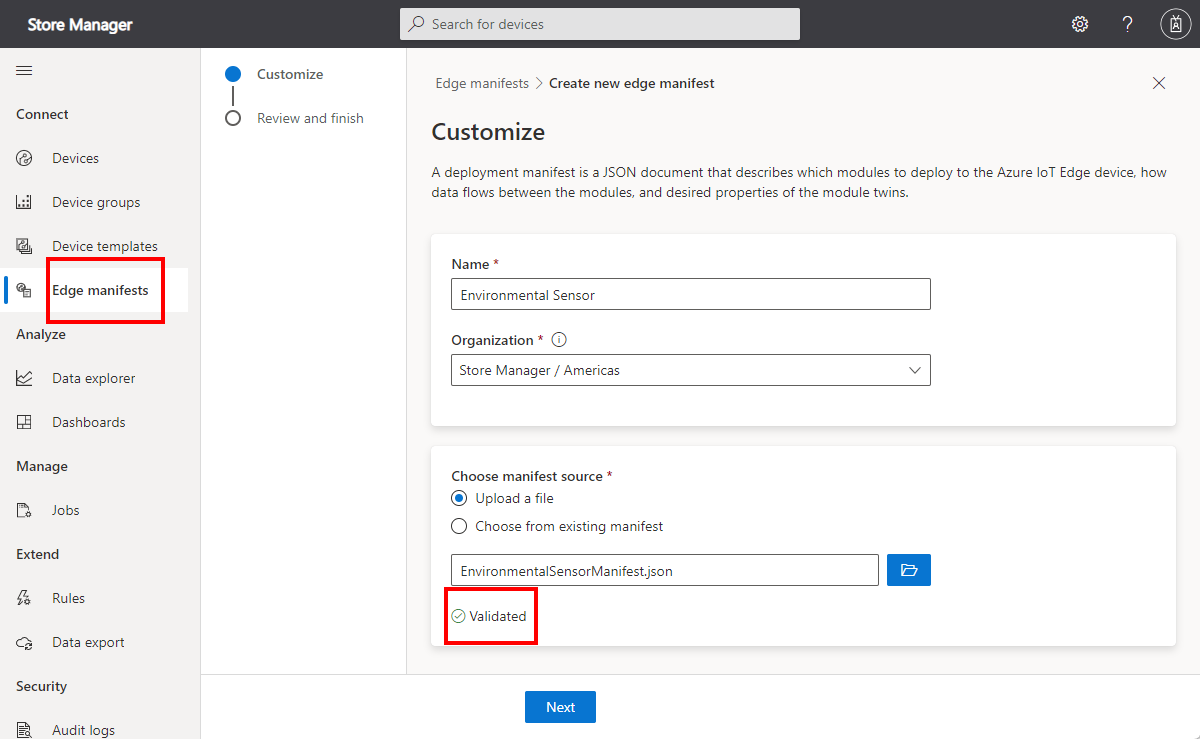 Store Manager
Search for devices
Connect
Devices
Device groups
Device templates
Edge manifests
Analyze
Data explorer
Dashboards
Manage
Jobs
Extend
Rules
Data export
Security
Audit logs
Customize
Review and finish
Edge manifests > Create new edge manifest
Customize
A deployment manifest is a JSON document that describes which modules to deploy to the Azure IoT Edge device, how
data flows between the modules, and desired properties of the module twins.
Name *
Environmental Sensor
Organization *
Store Manager / Americas
Choose manifest source *
Upload a file
Choose from existing manifest
EnvironmentalSensorManifest.json
Validated
Next